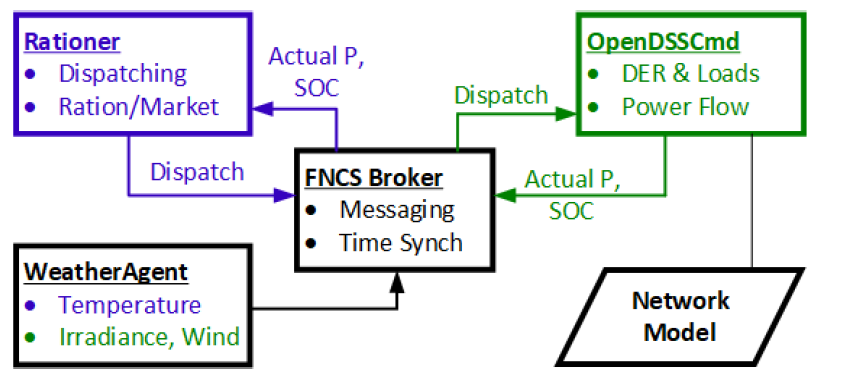 Rationer
• Dispatching
• Ration/Market
Actual P,
SOC
Dispatch
OpenDSSCmd
• DER & Loads
• Power Flow
Dispatch
FNCS Broker
• Messaging
• Time Synch
Actual P,
SOC
WeatherAgent
• Temperature
• Irradiance, Wind
Network
Model